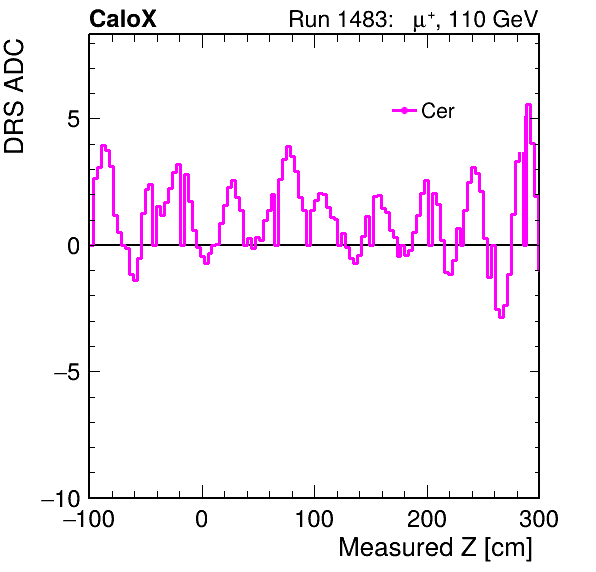 CaloX
Run 1483: μ⁺, 110 GeV
DRS ADC
Cer
5
0
−5
−10
−100 0 100 200 300
Measured Z [cm]